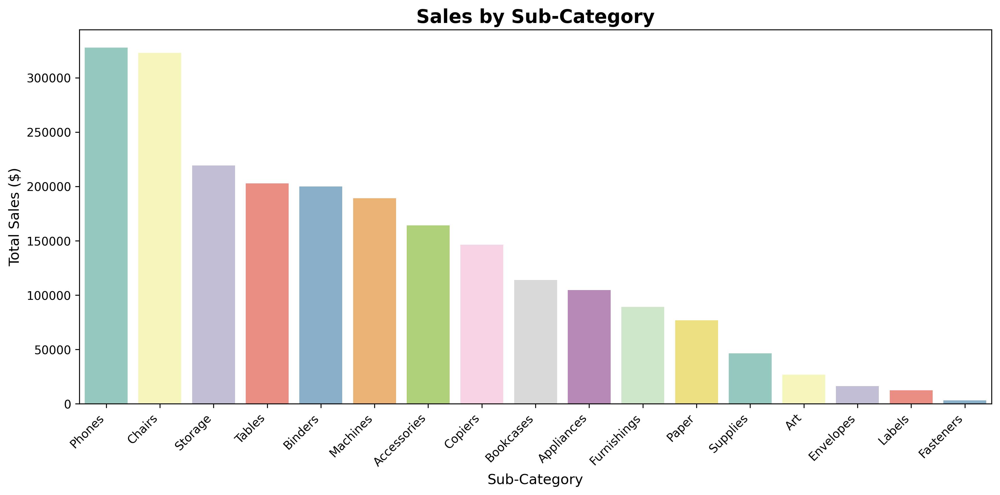 Sales by Sub-Category
Total Sales ($)
300000
250000
200000
150000
100000
50000
0
Phones
Chairs
Storage
Tables
Binders
Machines
Accessories
Copiers
Bookcases
Appliances
Furnishings
Paper
Supplies
Art
Envelopes
Labels
Fasteners
Sub-Category